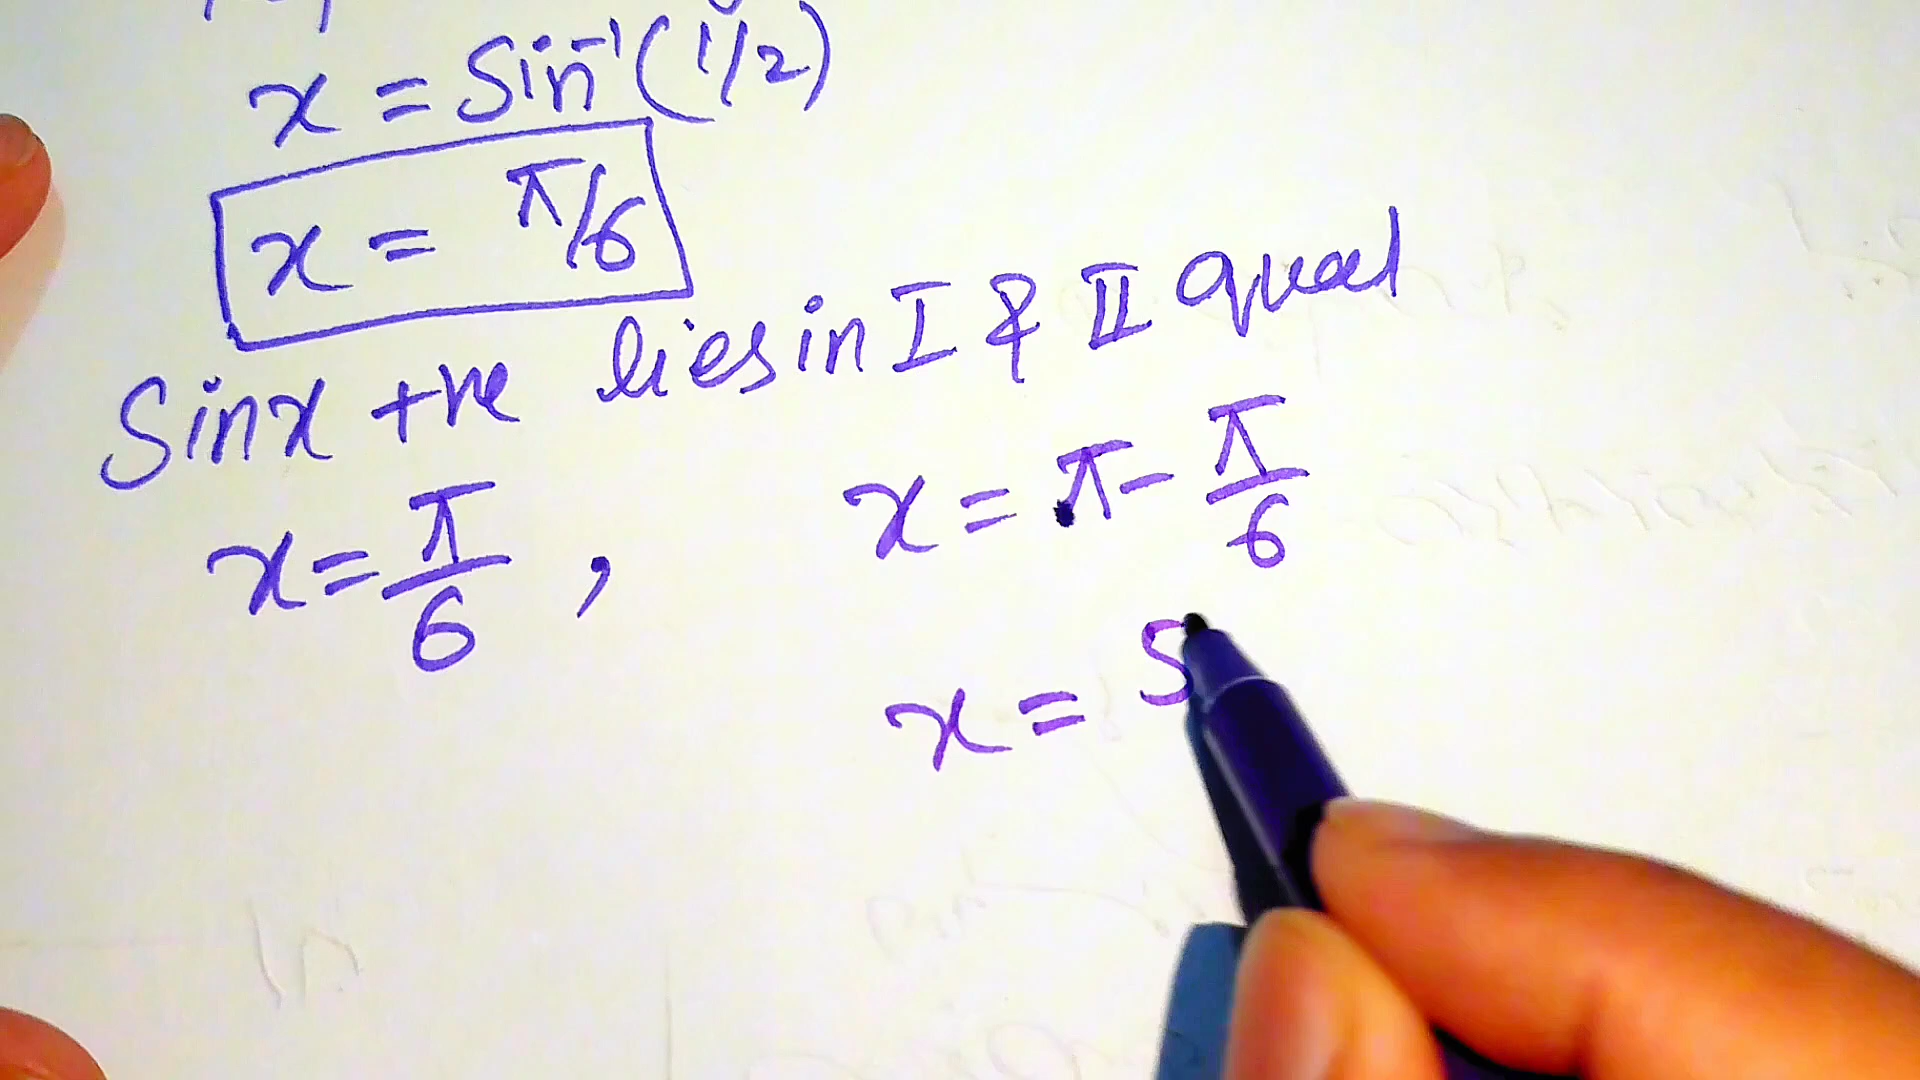 x = Sin⁻¹(1/2)
x = π/6
Sinx +ve lies in I & II quad
x = π/6 , x = π - π/6
x = 5